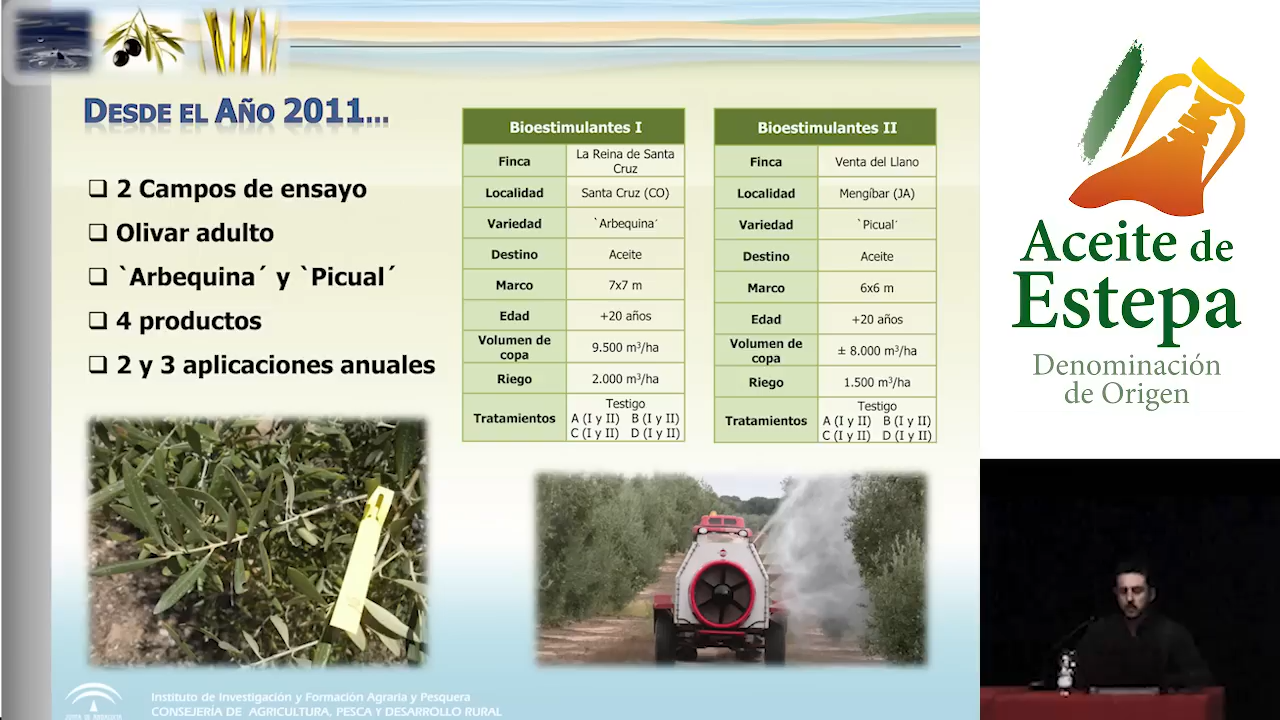 DESDE EL AÑO 2011...
❑ 2 Campos de ensayo
❑ Olivar adulto
❑ `Arbequina´ y `Picual´
❑ 4 productos
❑ 2 y 3 aplicaciones anuales
Bioestimulantes I
Finca La Reina de Santa Cruz
Localidad Santa Cruz (CO)
Variedad `Arbequina´
Destino Aceite
Marco 7x7 m
Edad +20 años
Volumen de copa 9.500 m³/ha
Riego 2.000 m³/ha
Tratamientos Testigo
A (I y II) B (I y II)
C (I y II) D (I y II)
Bioestimulantes II
Finca Venta del Llano
Localidad Mengíbar (JA)
Variedad `Picual´
Destino Aceite
Marco 6x6 m
Edad +20 años
Volumen de copa ± 8.000 m³/ha
Riego 1.500 m³/ha
Tratamientos Testigo
A (I y II) B (I y II)
C (I y II) D (I y II)
Aceite de
Estepa
Denominación
de Origen
JUNTA DE ANDALUCIA
Instituto de Investigación y Formación Agraria y Pesquera
CONSEJERÍA DE AGRICULTURA, PESCA Y DESARROLLO RURAL